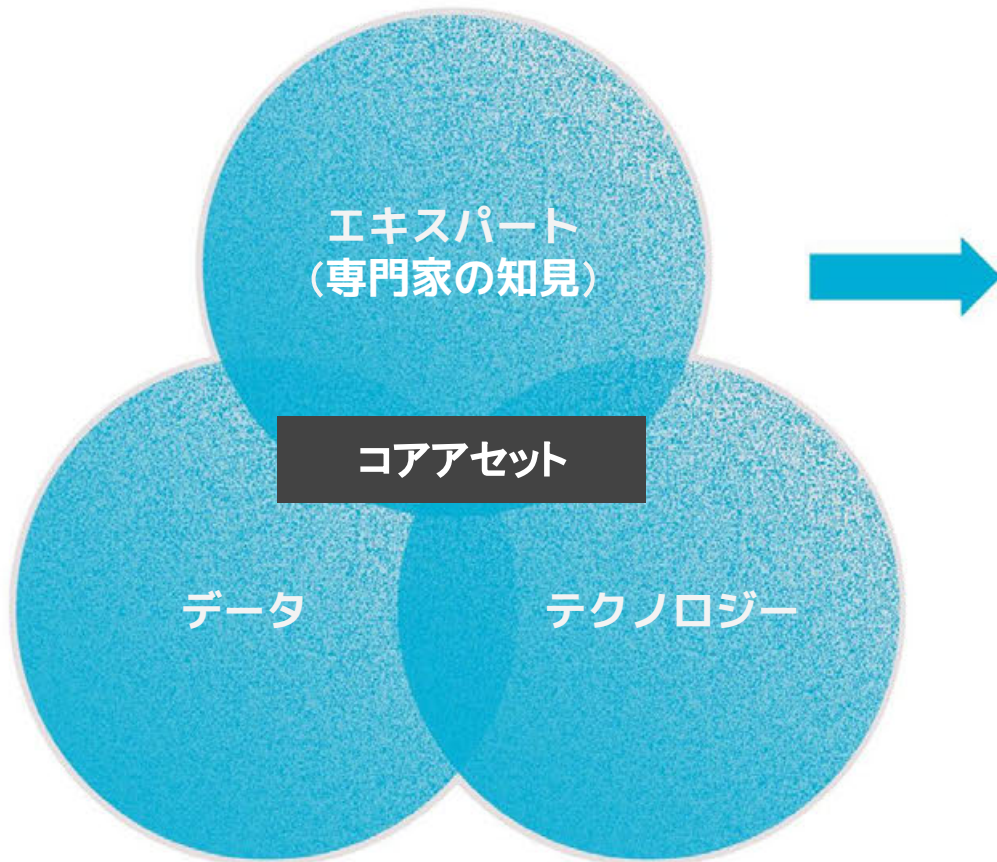 エキスパート
(専門家の知見)
コアアセット
データ
テクノロジー